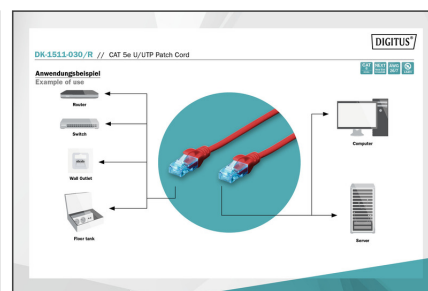 DIGITUS®
DK-1511-030/R // CAT 5e U/UTP Patch Cord
Anwendungsbeispiel
Example of use
Router
Switch
Wall Outlet
Floor tank
Computer
Server